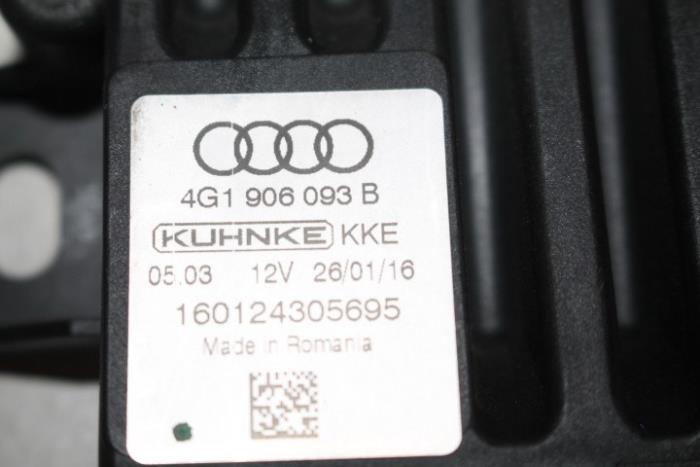 4G1 906 093 B
KUHNKE KKE
05.03 12V 26/01/16
160124305695
Made in Romania